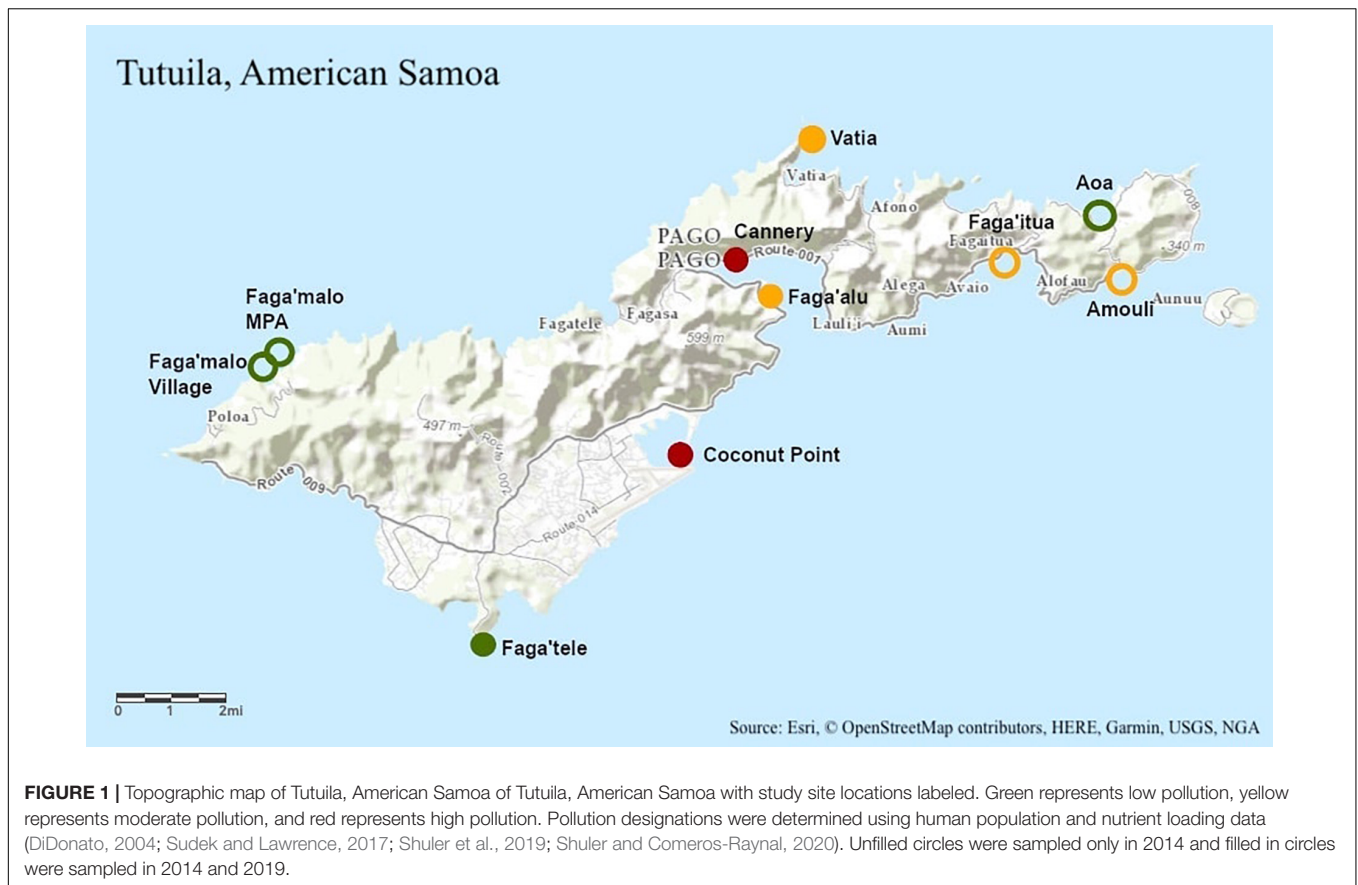 Tutuila, American Samoa
Vatia
Vatia
Aoa
Afono
Faga'itua
Fagaitua
008
PAGO
PAGO
Cannery
Route 001
340 m
Faga'alu
Alega
Avaio
Alofau
Amouli
Aunuu
Lauliji
Aumi
Faga'malo
MPA
Fagatele
Fagasa
599 m
Faga'malo
Village
Poloa
497 m
Route 002
Coconut Point
Route 009
Route 014
Faga'tele
0 1 2mi
Source: Esri, © OpenStreetMap contributors, HERE, Garmin, USGS, NGA
FIGURE 1 | Topographic map of Tutuila, American Samoa of Tutuila, American Samoa with study site locations labeled. Green represents low pollution, yellow
represents moderate pollution, and red represents high pollution. Pollution designations were determined using human population and nutrient loading data
(DiDonato, 2004; Sudek and Lawrence, 2017; Shuler et al., 2019; Shuler and Comeros-Raynal, 2020). Unfilled circles were sampled only in 2014 and filled in circles
were sampled in 2014 and 2019.